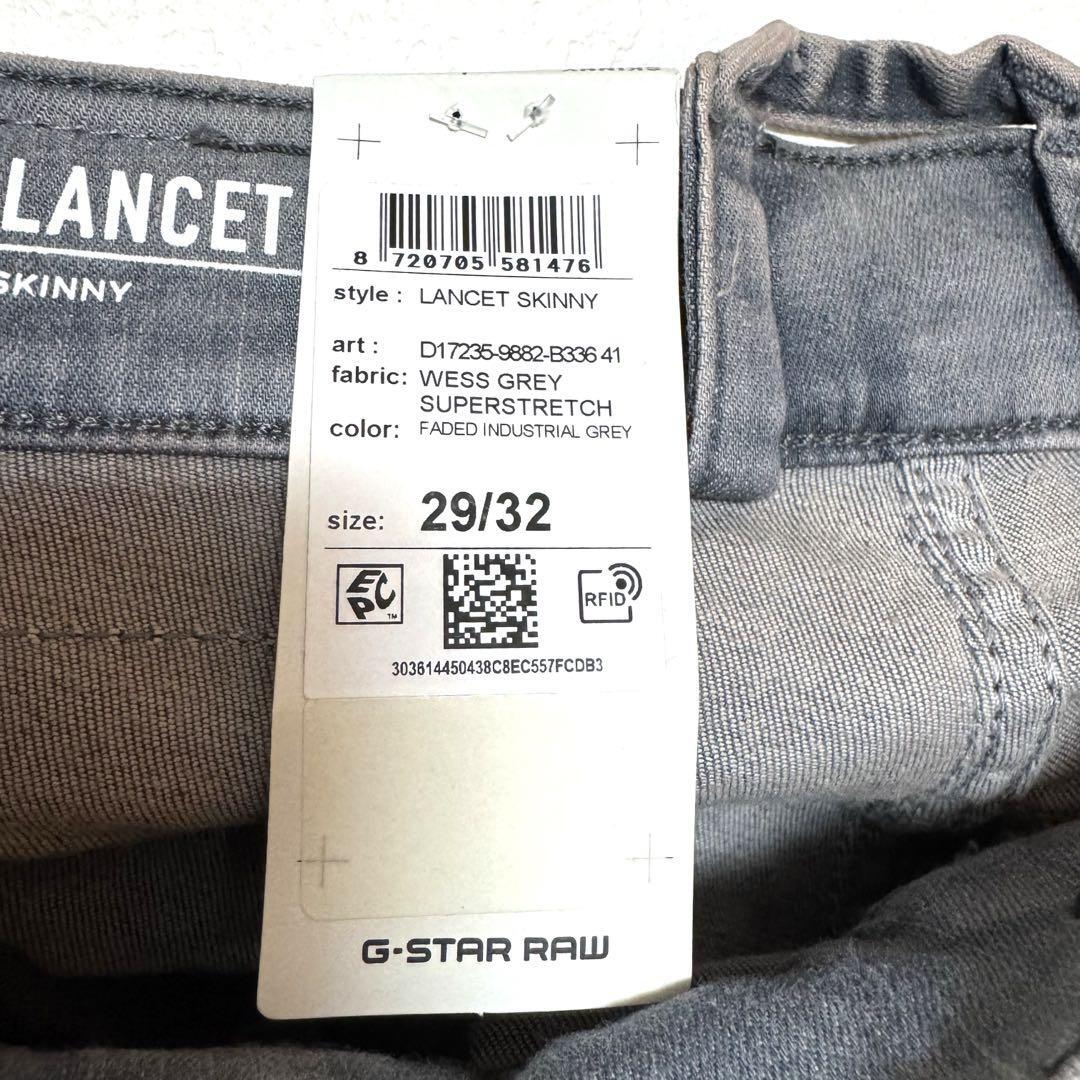 LANCET
SKINNY
8 720705 581476
style : LANCET SKINNY
art : D17235-9882-B336 41
fabric: WESS GREY
SUPERSTRETCH
color: FADED INDUSTRIAL GREY
size: 29/32
EPC™
RFID
303614450438C8EC557FCDB3
G-STAR RAW